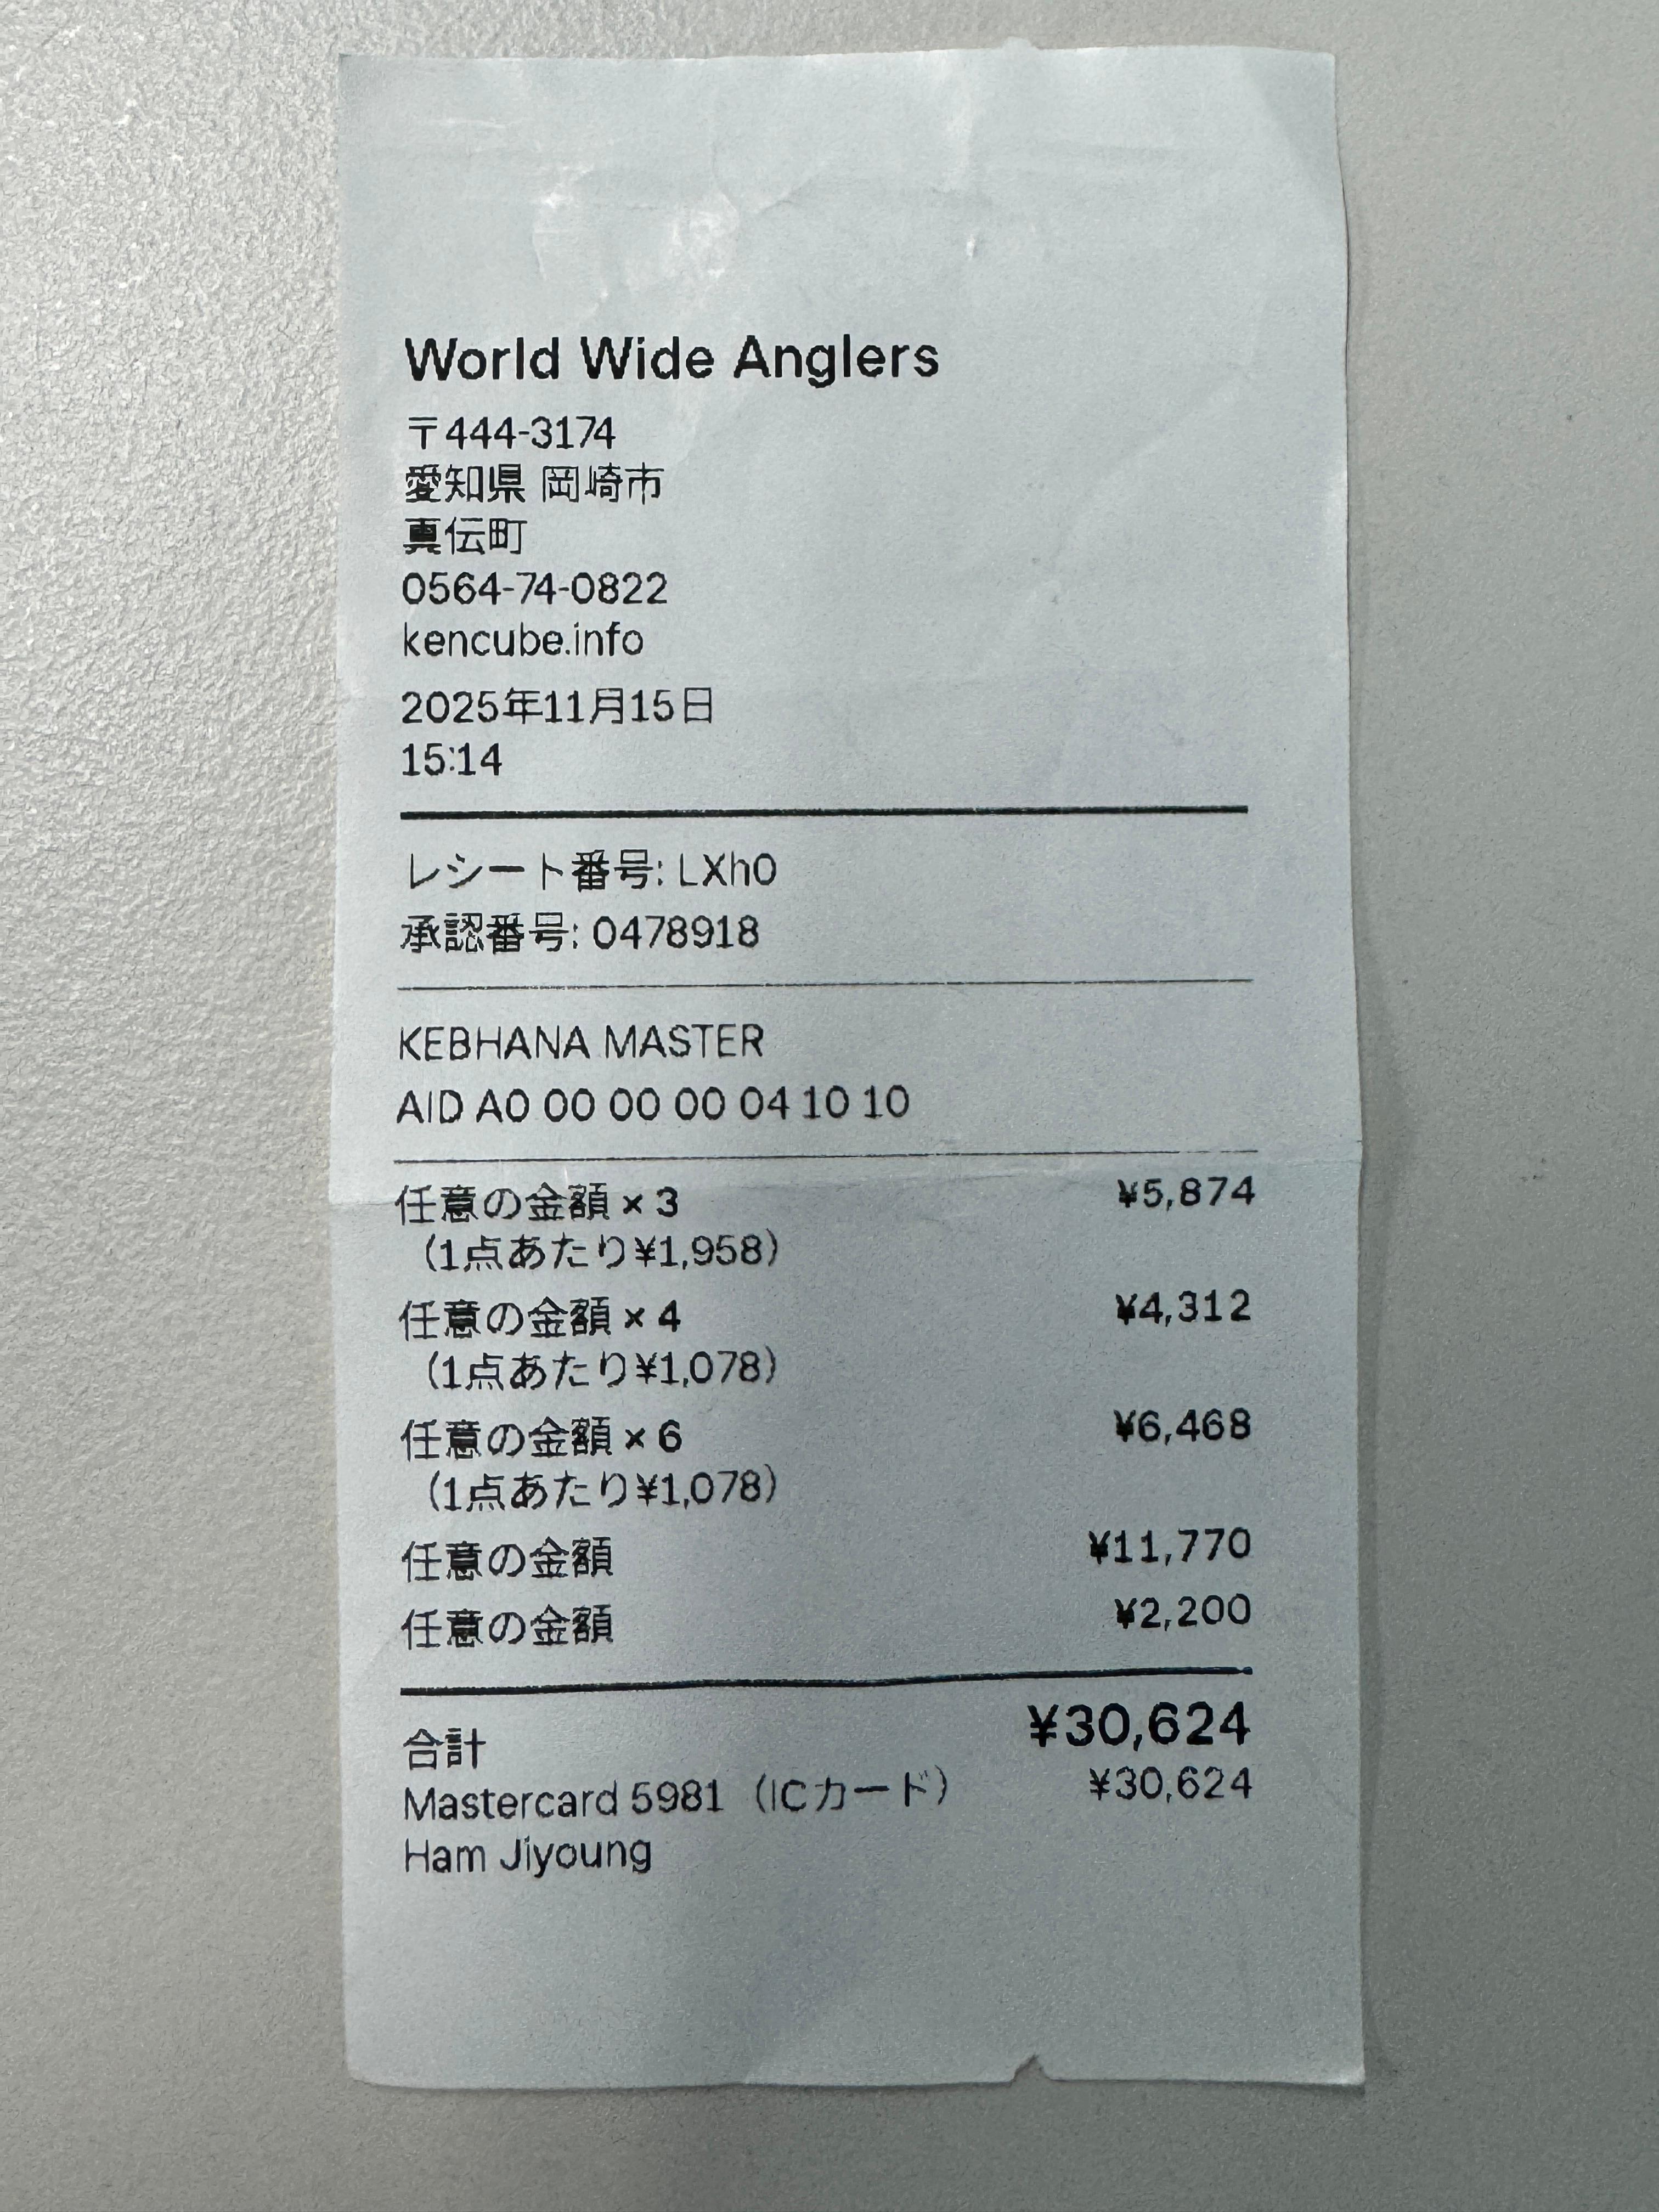 World Wide Anglers
〒444-3174
愛知県 岡崎市
真伝町
0564-74-0822
kencube.info
2025年11月15日
15:14
レシート番号: LXh0
承認番号: 0478918
KEBHANA MASTER
AID A0 00 00 00 04 10 10
任意の金額 × 3 ¥5,874
(1点あたり¥1,958)
任意の金額 × 4 ¥4,312
(1点あたり¥1,078)
任意の金額 × 6 ¥6,468
(1点あたり¥1,078)
任意の金額 ¥11,770
任意の金額 ¥2,200
合計 ¥30,624
Mastercard 5981（ICカード） ¥30,624
Ham Jiyoung